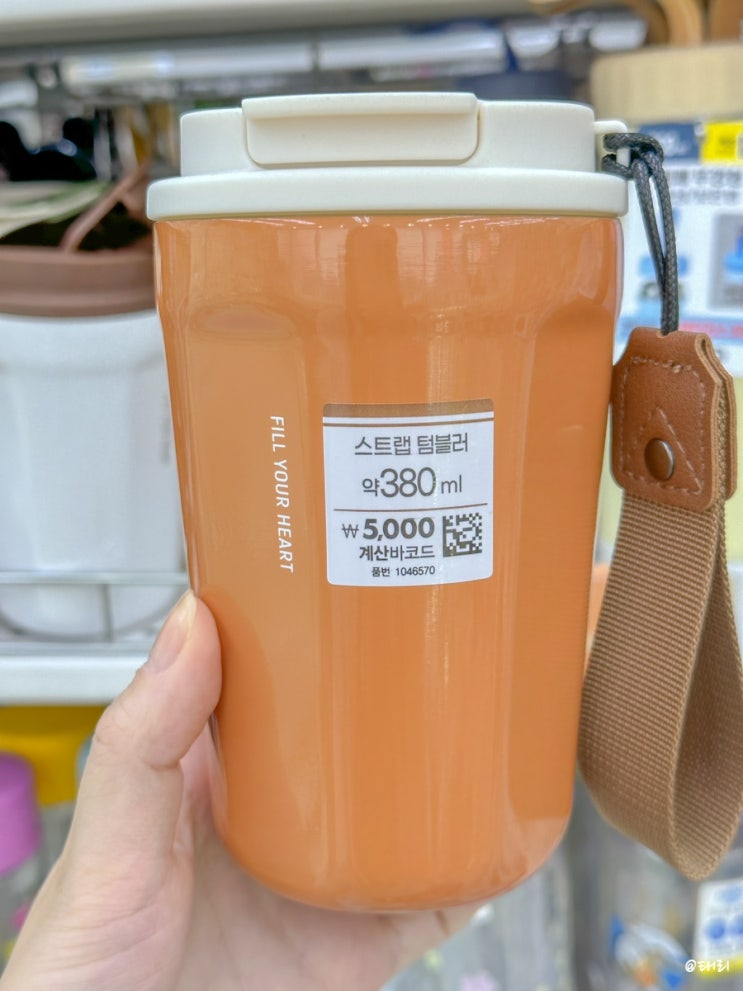 FILL YOUR HEART
스트랩 텀블러
약380ml
₩5,000
계산바코드
품번 1046570
@태리